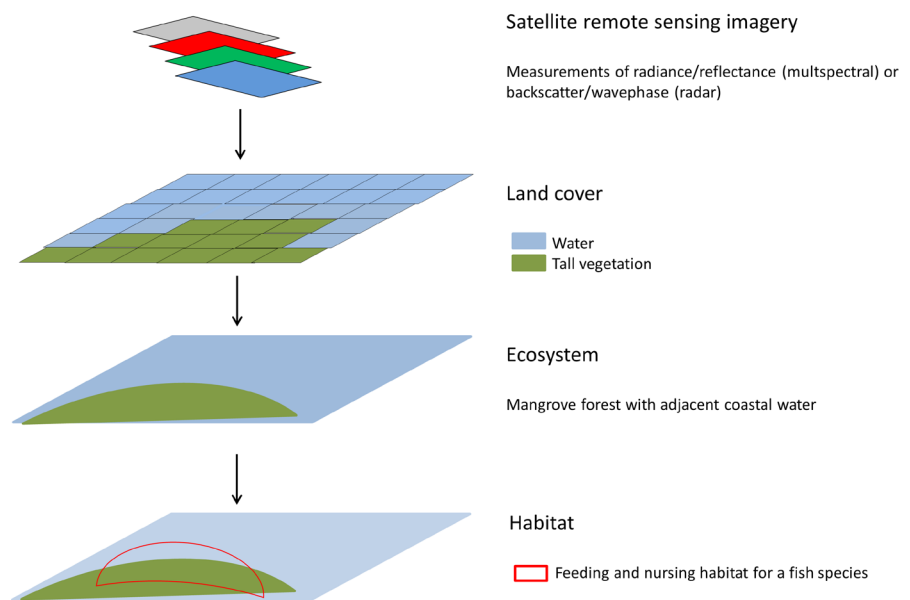 Satellite remote sensing imagery
Measurements of radiance/reflectance (multspectral) or
backscatter/wavephase (radar)
Land cover
Water
Tall vegetation
Ecosystem
Mangrove forest with adjacent coastal water
Habitat
Feeding and nursing habitat for a fish species